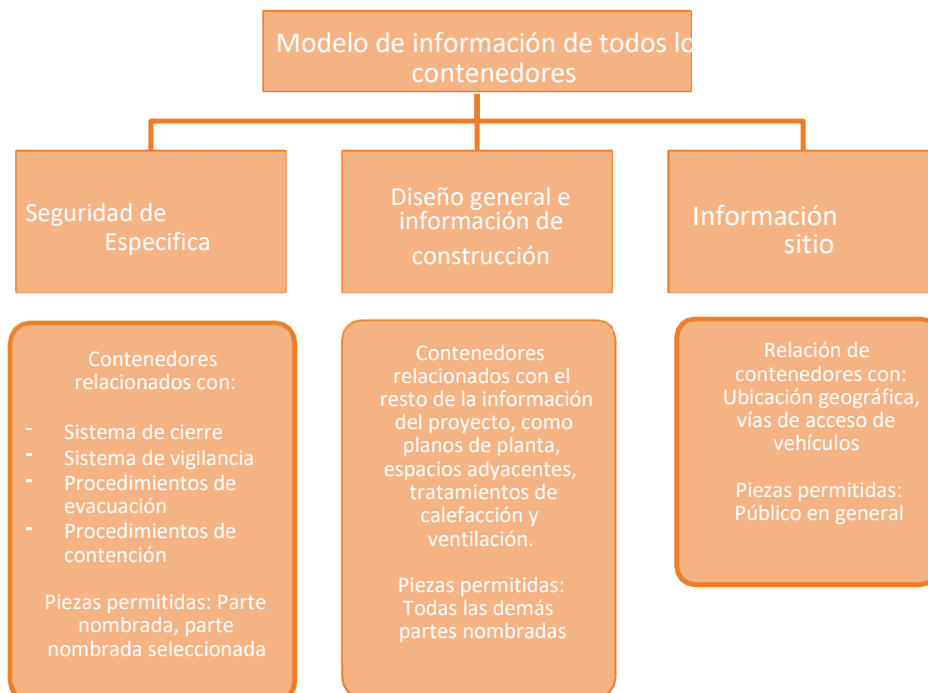 Modelo de información de todos lo
contenedores
Seguridad de
Especifica
Diseño general e
información de
construcción
Información
sitio
Contenedores
relacionados con:
- Sistema de cierre
- Sistema de vigilancia
- Procedimientos de
evacuación
- Procedimientos de
contención
Piezas permitidas: Parte
nombrada, parte
nombrada seleccionada
Contenedores
relacionados con el
resto de la información
del proyecto, como
planos de planta,
espacios adyacentes,
tratamientos de
calefacción y
ventilación.
Piezas permitidas:
Todas las demás
partes nombradas
Relación de
contenedores con:
Ubicación geográfica,
vías de acceso de
vehículos
Piezas permitidas:
Público en general